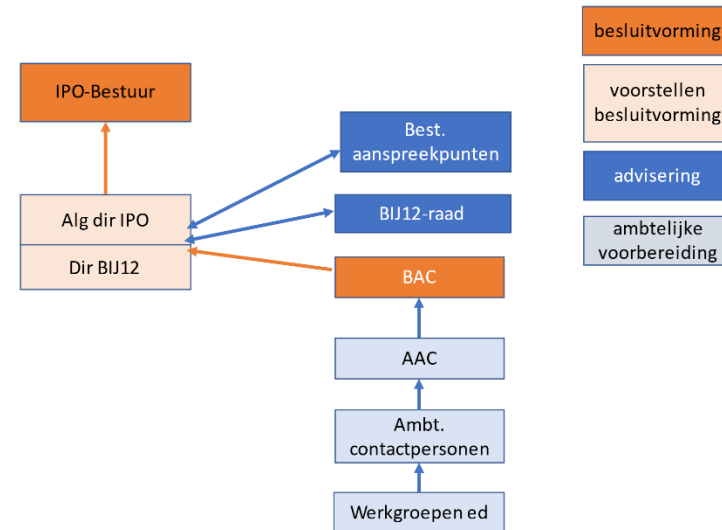 IPO-Bestuur
Alg dir IPO
Dir BIJ12
Best.
aanspreekpunten
BIJ12-raad
BAC
AAC
Ambt.
contactpersonen
Werkgroepen ed
besluitvorming
voorstellen
besluitvorming
advisering
ambtelijke
voorbereiding